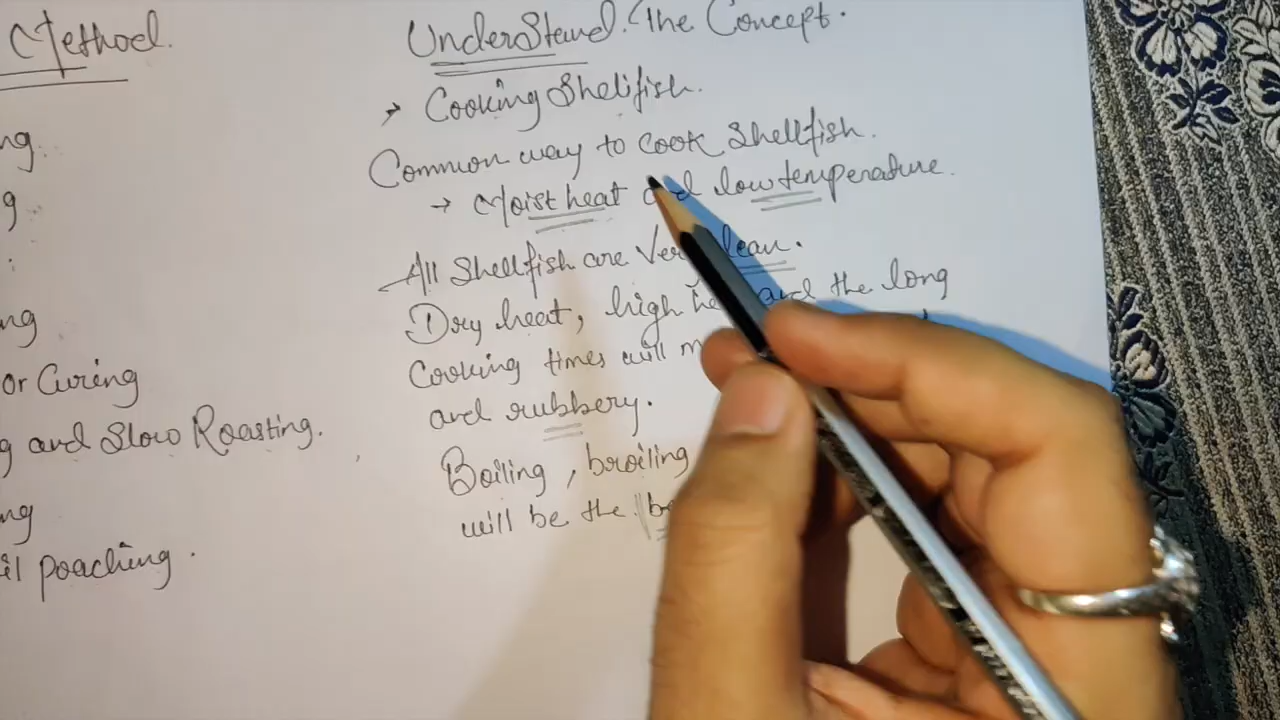 Method.
ng.
g
:
ng
or Curing
g and Slow Roasting.
ng
il poaching.
Understand. The Concept.
→ Cooking Shellfish.
Common way to cook Shellfish.
→ Moist heat and low temperature.
All Shellfish are Very lean.
Dry heat, high and the long
Cooking times will
and rubbery.
Boiling, broiling
will be the